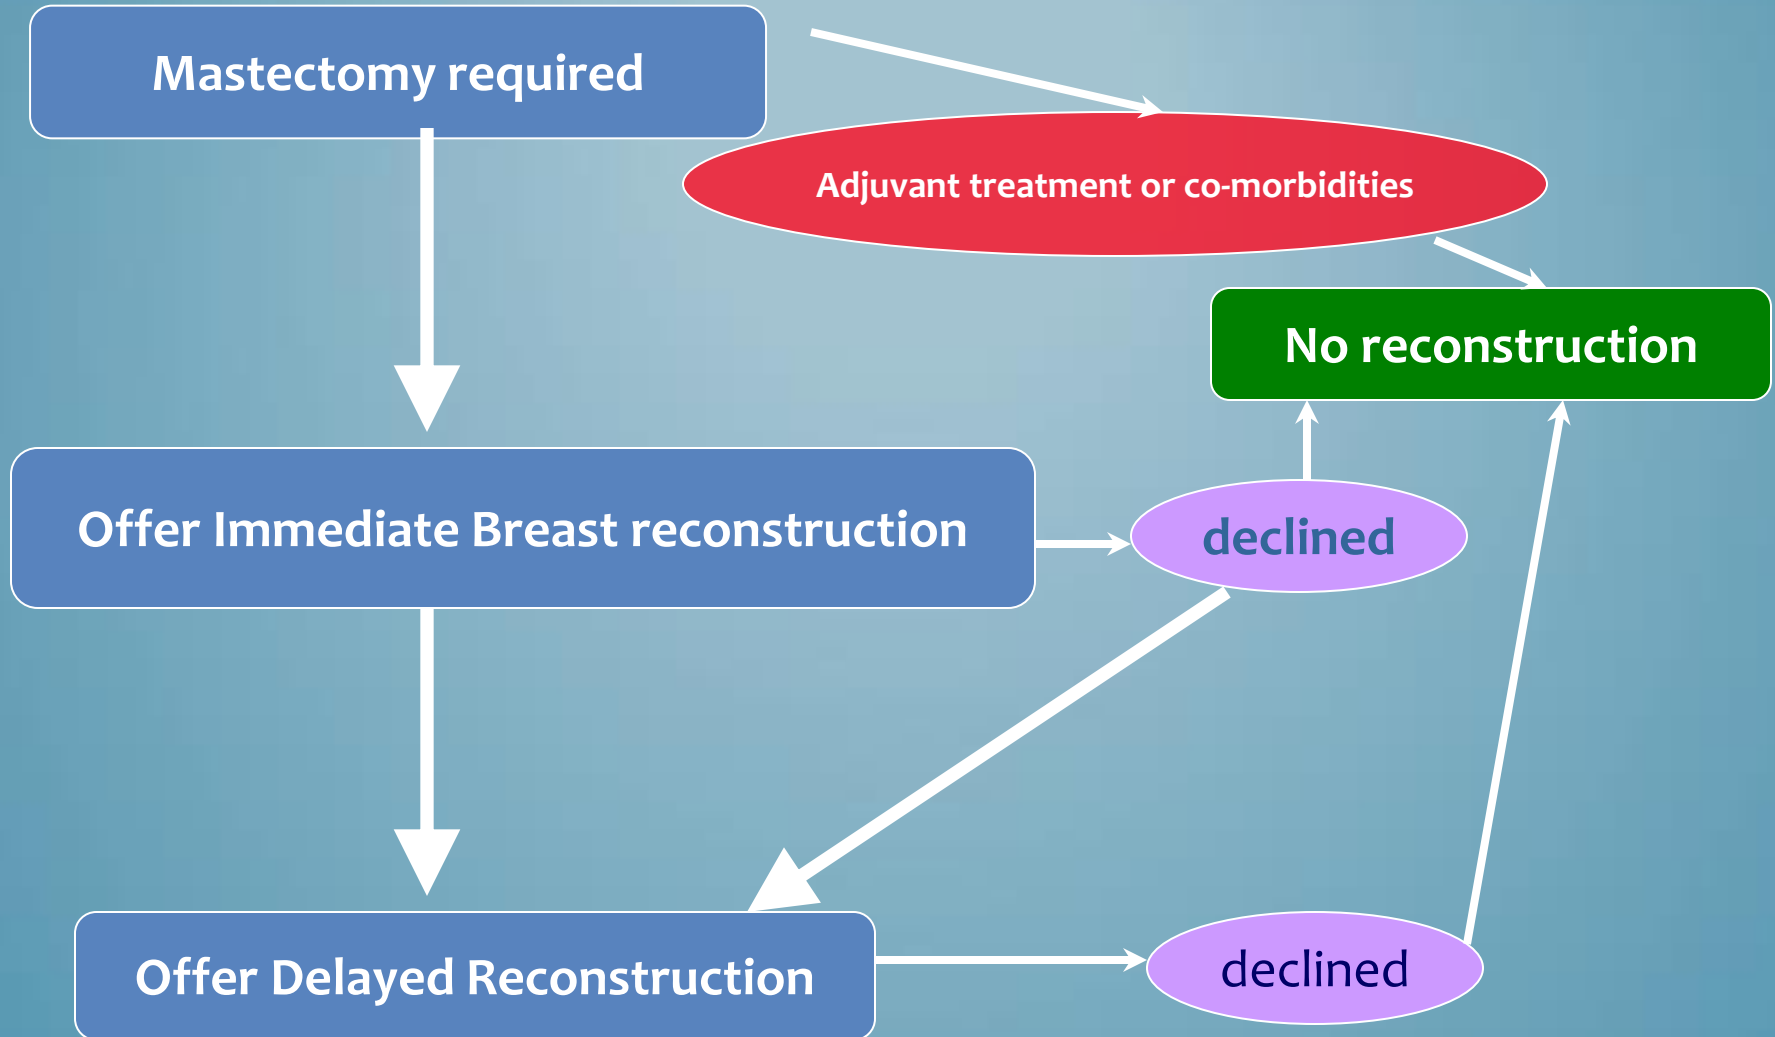 Mastectomy required
Adjuvant treatment or co-morbidities
No reconstruction
Offer Immediate Breast reconstruction
declined
Offer Delayed Reconstruction
declined